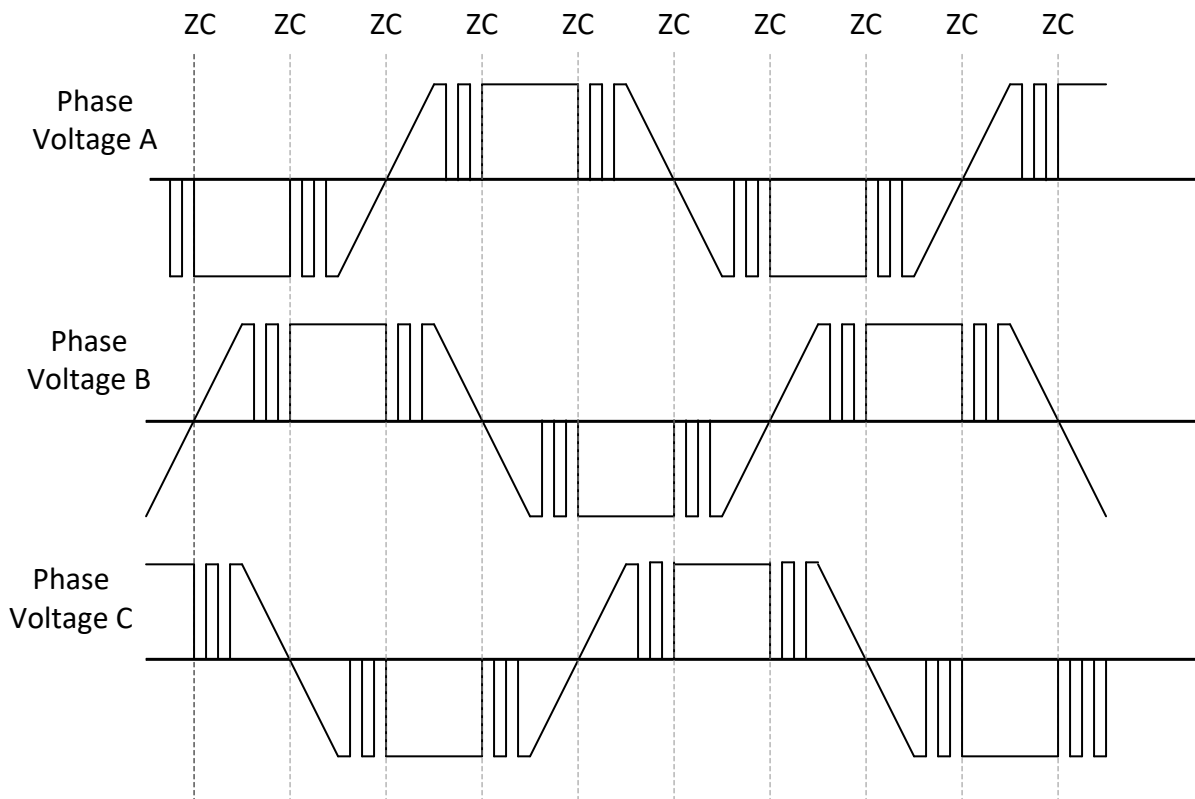 ZC ZC ZC ZC ZC ZC ZC ZC ZC ZC
Phase
Voltage A
Phase
Voltage B
Phase
Voltage C